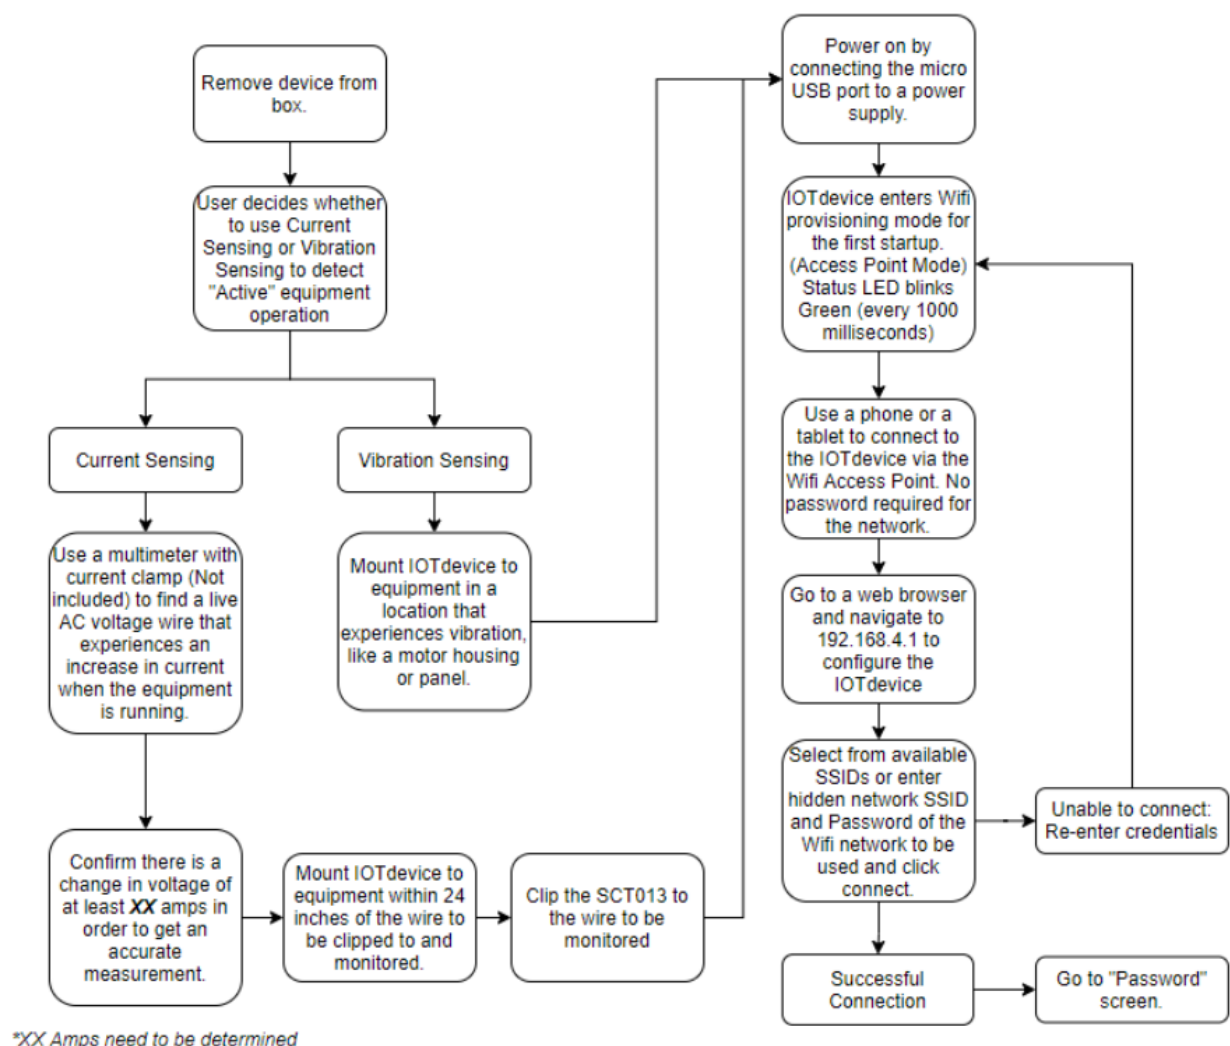 Remove device from
box.
User decides whether
to use Current
Sensing or Vibration
Sensing to detect
"Active" equipment
operation
Current Sensing
Vibration Sensing
Use a multimeter with
current clamp (Not
included) to find a live
AC voltage wire that
experiences an
increase in current
when the equipment
is running.
Mount IOTdevice to
equipment in a
location that
experiences vibration,
like a motor housing
or panel.
Confirm there is a
change in voltage of
at least XX amps in
order to get an
accurate
measurement.
Mount IOTdevice to
equipment within 24
inches of the wire to
be clipped to and
monitored.
Clip the SCT013 to
the wire to be
monitored
Power on by
connecting the micro
USB port to a power
supply.
IOTdevice enters Wifi
provisioning mode for
the first startup.
(Access Point Mode)
Status LED blinks
Green (every 1000
milliseconds)
Use a phone or a
tablet to connect to
the IOTdevice via the
Wifi Access Point. No
password required for
the network.
Go to a web browser
and navigate to
192.168.4.1 to
configure the
IOTdevice
Select from available
SSIDs or enter
hidden network SSID
and Password of the
Wifi network to be
used and click
connect.
Unable to connect:
Re-enter credentials
Successful
Connection
Go to "Password"
screen.
*XX Amps need to be determined